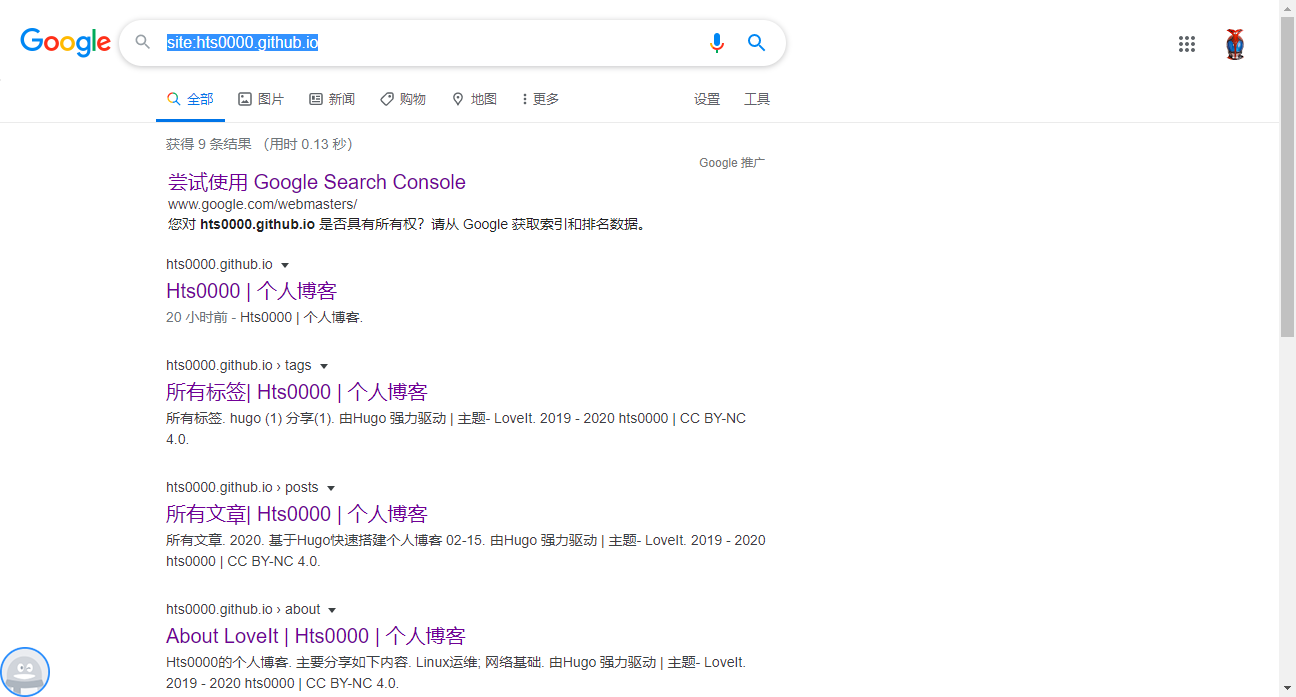 Google
site:hts0000.github.io
全部 图片 新闻 购物 地图 更多 设置 工具
获得 9 条结果 （用时 0.13 秒）
Google 推广
尝试使用 Google Search Console
www.google.com/webmasters/
您对 hts0000.github.io 是否具有所有权？请从 Google 获取索引和排名数据。
hts0000.github.io
Hts0000 | 个人博客
20 小时前 - Hts0000 | 个人博客.
hts0000.github.io › tags
所有标签| Hts0000 | 个人博客
所有标签. hugo (1) 分享(1). 由Hugo 强力驱动 | 主题- LoveIt. 2019 - 2020 hts0000 | CC BY-NC
4.0.
hts0000.github.io › posts
所有文章| Hts0000 | 个人博客
所有文章. 2020. 基于Hugo快速搭建个人博客 02-15. 由Hugo 强力驱动 | 主题- LoveIt. 2019 - 2020
hts0000 | CC BY-NC 4.0.
hts0000.github.io › about
About LoveIt | Hts0000 | 个人博客
Hts0000的个人博客. 主要分享如下内容. Linux运维; 网络基础. 由Hugo 强力驱动 | 主题- LoveIt.
2019 - 2020 hts0000 | CC BY-NC 4.0.